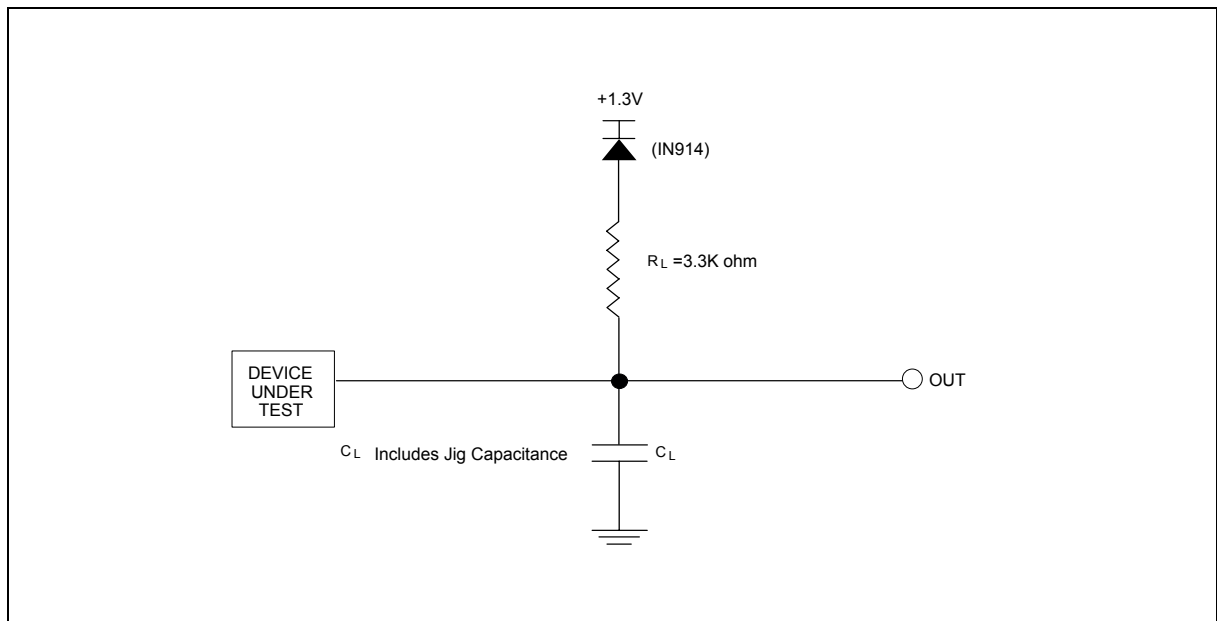 +1.3V
(IN914)
R L =3.3K ohm
DEVICE
UNDER
TEST
OUT
C L Includes Jig Capacitance
C L